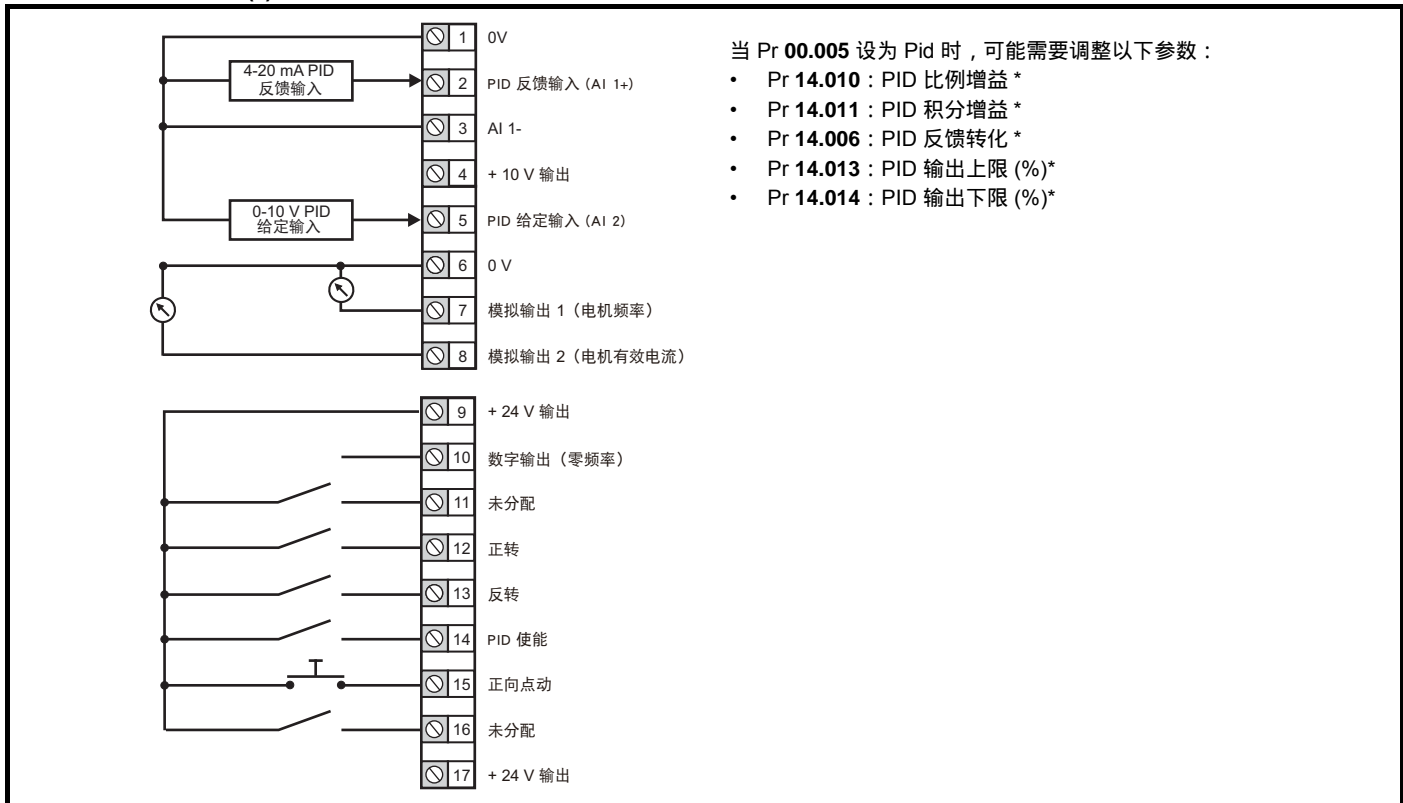 1 0V
4-20 mA PID
反馈输入
2 PID 反馈输入 (AI 1+)
3 AI 1-
4 + 10 V 输出
0-10 V PID
给定输入
5 PID 给定输入 (AI 2)
6 0 V
7 模拟输出 1（电机频率）
8 模拟输出 2（电机有效电流）
9 + 24 V 输出
10 数字输出（零频率）
11 未分配
12 正转
13 反转
14 PID 使能
15 正向点动
16 未分配
17 + 24 V 输出
当 Pr 00.005 设为 Pid 时，可能需要调整以下参数：
• Pr 14.010：PID 比例增益 *
• Pr 14.011：PID 积分增益 *
• Pr 14.006：PID 反馈转化 *
• Pr 14.013：PID 输出上限 (%)*
• Pr 14.014：PID 输出下限 (%)*